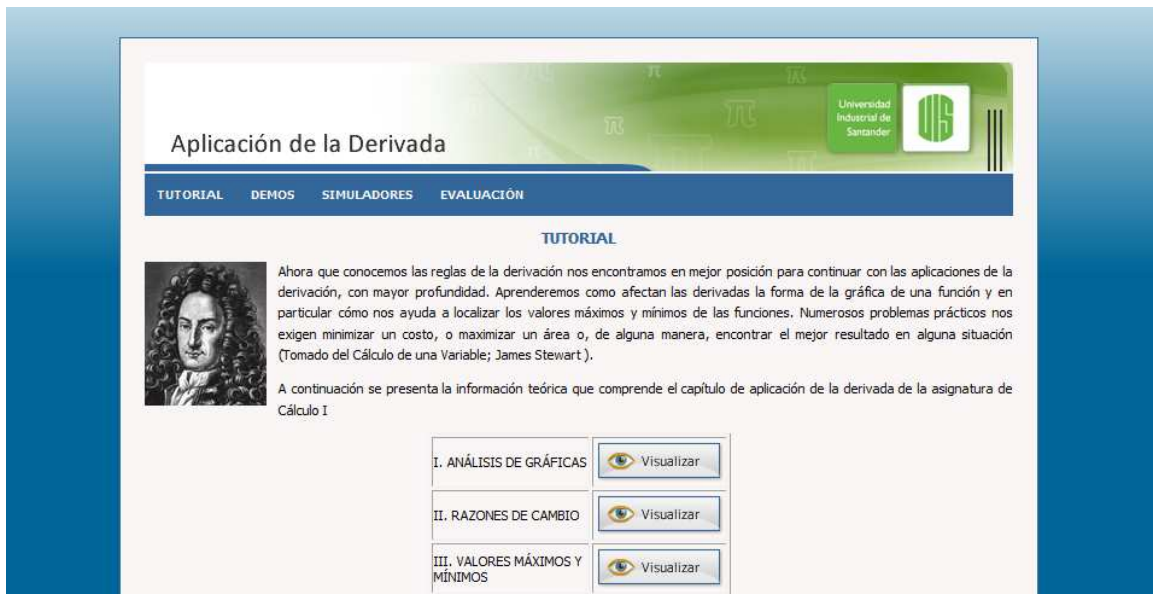 Universidad
Industrial de
Santander
UIS
Aplicación de la Derivada
TUTORIAL DEMOS SIMULADORES EVALUACIÓN
TUTORIAL
Ahora que conocemos las reglas de la derivación nos encontramos en mejor posición para continuar con las aplicaciones de la
derivación, con mayor profundidad. Aprenderemos como afectan las derivadas la forma de la gráfica de una función y en
particular cómo nos ayuda a localizar los valores máximos y mínimos de las funciones. Numerosos problemas prácticos nos
exigen minimizar un costo, o maximizar un área o, de alguna manera, encontrar el mejor resultado en alguna situación
(Tomado del Cálculo de una Variable; James Stewart ).
A continuación se presenta la información teórica que comprende el capítulo de aplicación de la derivada de la asignatura de
Cálculo I
I. ANÁLISIS DE GRÁFICAS Visualizar
II. RAZONES DE CAMBIO Visualizar
III. VALORES MÁXIMOS Y
MÍNIMOS Visualizar